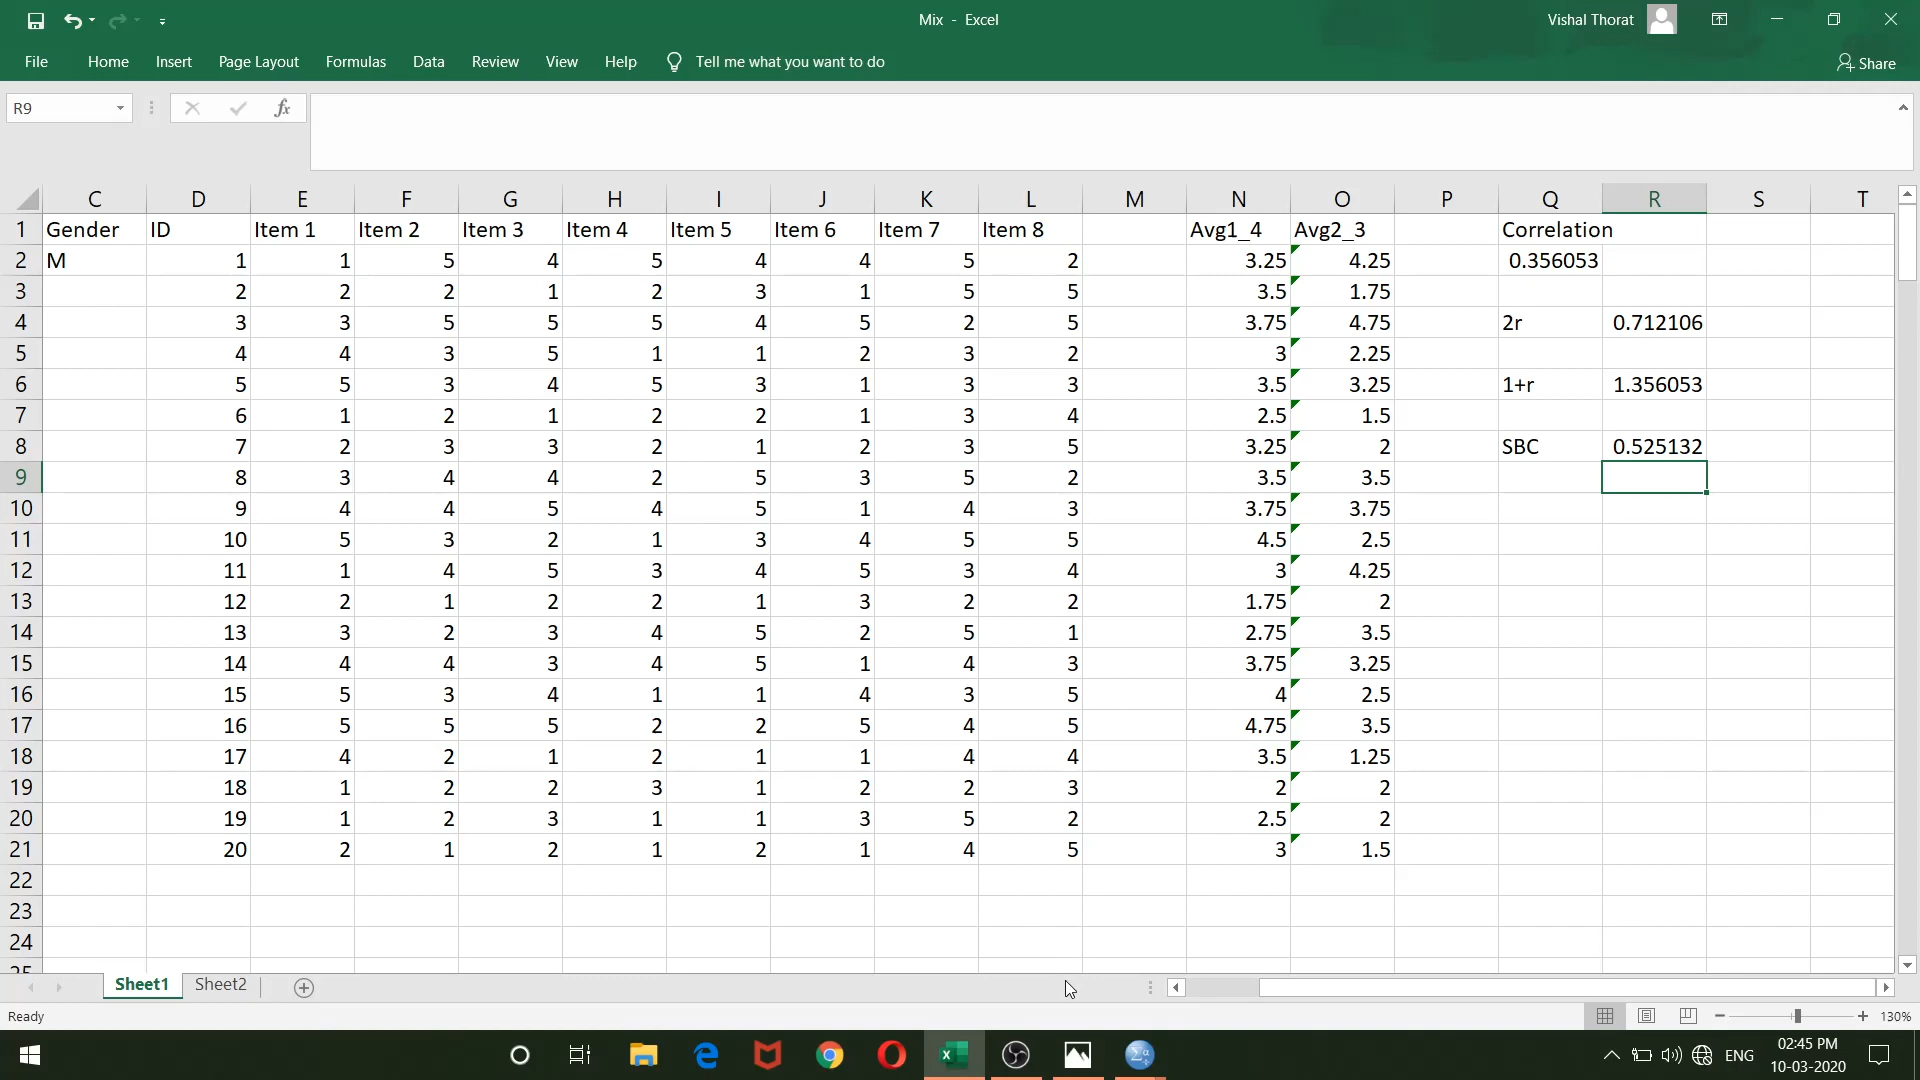 Mix - Excel
Vishal Thorat
File Home Insert Page Layout Formulas Data Review View Help Tell me what you want to do Share
R9 fx
C D E F G H I J K L M N O P Q R S T
1 Gender ID Item 1 Item 2 Item 3 Item 4 Item 5 Item 6 Item 7 Item 8 Avg1_4 Avg2_3 Correlation
2 M 1 1 5 4 5 4 4 5 2 3.25 4.25 0.356053
3 2 2 2 1 2 3 1 5 5 3.5 1.75
4 3 3 5 5 5 4 5 2 5 3.75 4.75 2r 0.712106
5 4 4 3 5 1 1 2 3 2 3 2.25
6 5 5 3 4 5 3 1 3 3 3.5 3.25 1+r 1.356053
7 6 1 2 1 2 2 1 3 4 2.5 1.5
8 7 2 3 3 2 1 2 3 5 3.25 2 SBC 0.525132
9 8 3 4 4 2 5 3 5 2 3.5 3.5
10 9 4 4 5 4 5 1 4 3 3.75 3.75
11 10 5 3 2 1 3 4 5 5 4.5 2.5
12 11 1 4 5 3 4 5 3 4 3 4.25
13 12 2 1 2 2 1 3 2 2 1.75 2
14 13 3 2 3 4 5 2 5 1 2.75 3.5
15 14 4 4 3 4 5 1 4 3 3.75 3.25
16 15 5 3 4 1 1 4 3 5 4 2.5
17 16 5 5 5 2 2 5 4 5 4.75 3.5
18 17 4 2 1 2 1 1 4 4 3.5 1.25
19 18 1 2 2 3 1 2 2 3 2 2
20 19 1 2 3 1 1 3 5 2 2.5 2
21 20 2 1 2 1 2 1 4 5 3 1.5
22
23
24
25
Sheet1 Sheet2
Ready 130%
ENG 02:45 PM
10-03-2020